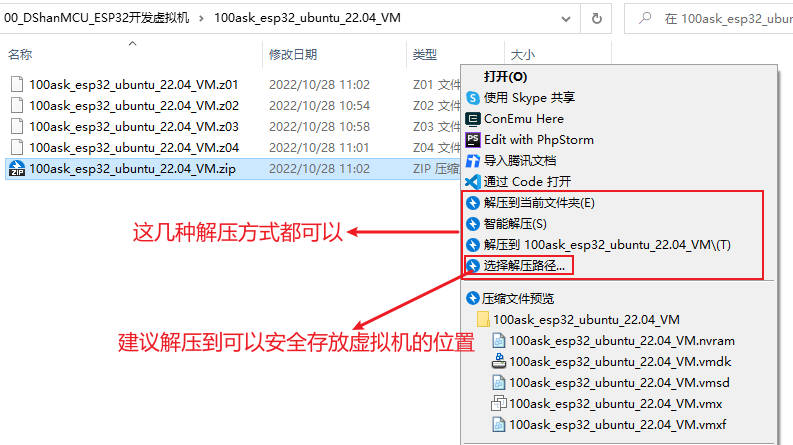 00_DShanMCU_ESP32开发虚拟机 > 100ask_esp32_ubuntu_22.04_VM
在 100ask_esp32_ubun
名称 修改日期 类型 大小
100ask_esp32_ubuntu_22.04_VM.z01 2022/10/28 11:02 Z01 文件
100ask_esp32_ubuntu_22.04_VM.z02 2022/10/28 10:54 Z02 文件
100ask_esp32_ubuntu_22.04_VM.z03 2022/10/28 10:58 Z03 文件
100ask_esp32_ubuntu_22.04_VM.z04 2022/10/28 11:01 Z04 文件
ZIP 100ask_esp32_ubuntu_22.04_VM.zip 2022/10/28 11:02 ZIP 压缩
打开(O)
使用 Skype 共享
ConEmu Here
PS Edit with PhpStorm
导入腾讯文档
通过 Code 打开
解压到当前文件夹(E)
智能解压(S)
解压到 100ask_esp32_ubuntu_22.04_VM\(T)
选择解压路径...
压缩文件预览
100ask_esp32_ubuntu_22.04_VM
100ask_esp32_ubuntu_22.04_VM.nvram
100ask_esp32_ubuntu_22.04_VM.vmdk
100ask_esp32_ubuntu_22.04_VM.vmsd
100ask_esp32_ubuntu_22.04_VM.vmx
100ask_esp32_ubuntu_22.04_VM.vmxf
这几种解压方式都可以
建议解压到可以安全存放虚拟机的位置